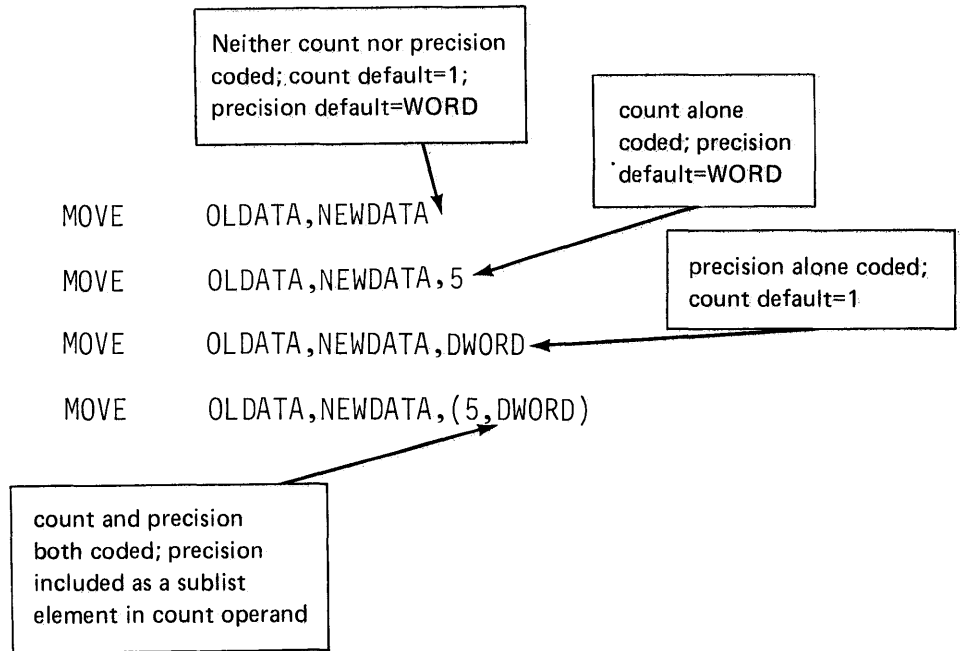 Neither count nor precision
coded; count default=1;
precision default=WORD
count alone
coded; precision
default=WORD
MOVE OLDATA,NEWDATA
MOVE OLDATA,NEWDATA,5
precision alone coded;
count default=1
MOVE OLDATA,NEWDATA,DWORD
MOVE OLDATA,NEWDATA,(5,DWORD)
count and precision
both coded; precision
included as a sublist
element in count operand